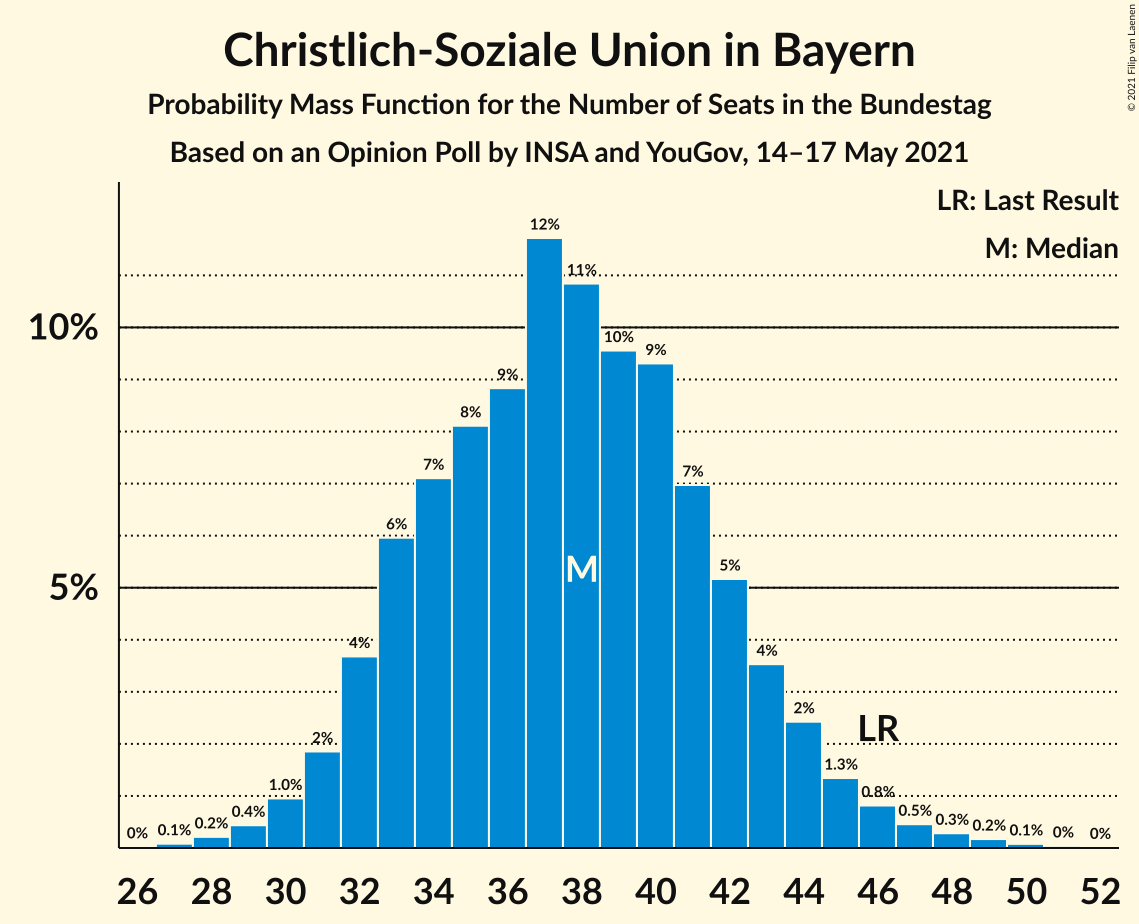 Christlich-Soziale Union in Bayern
Probability Mass Function for the Number of Seats in the Bundestag
Based on an Opinion Poll by INSA and YouGov, 14–17 May 2021
© 2021 Filip van Laenen
LR: Last Result
M: Median
10%
5%
0% 0.1% 0.2% 0.4% 1.0% 2% 4% 6% 7% 8% 9% 12% 11% 10% 9% 7% 5% 4% 2% 1.3% 0.8% 0.5% 0.3% 0.2% 0.1% 0% 0%
M
LR
26 28 30 32 34 36 38 40 42 44 46 48 50 52